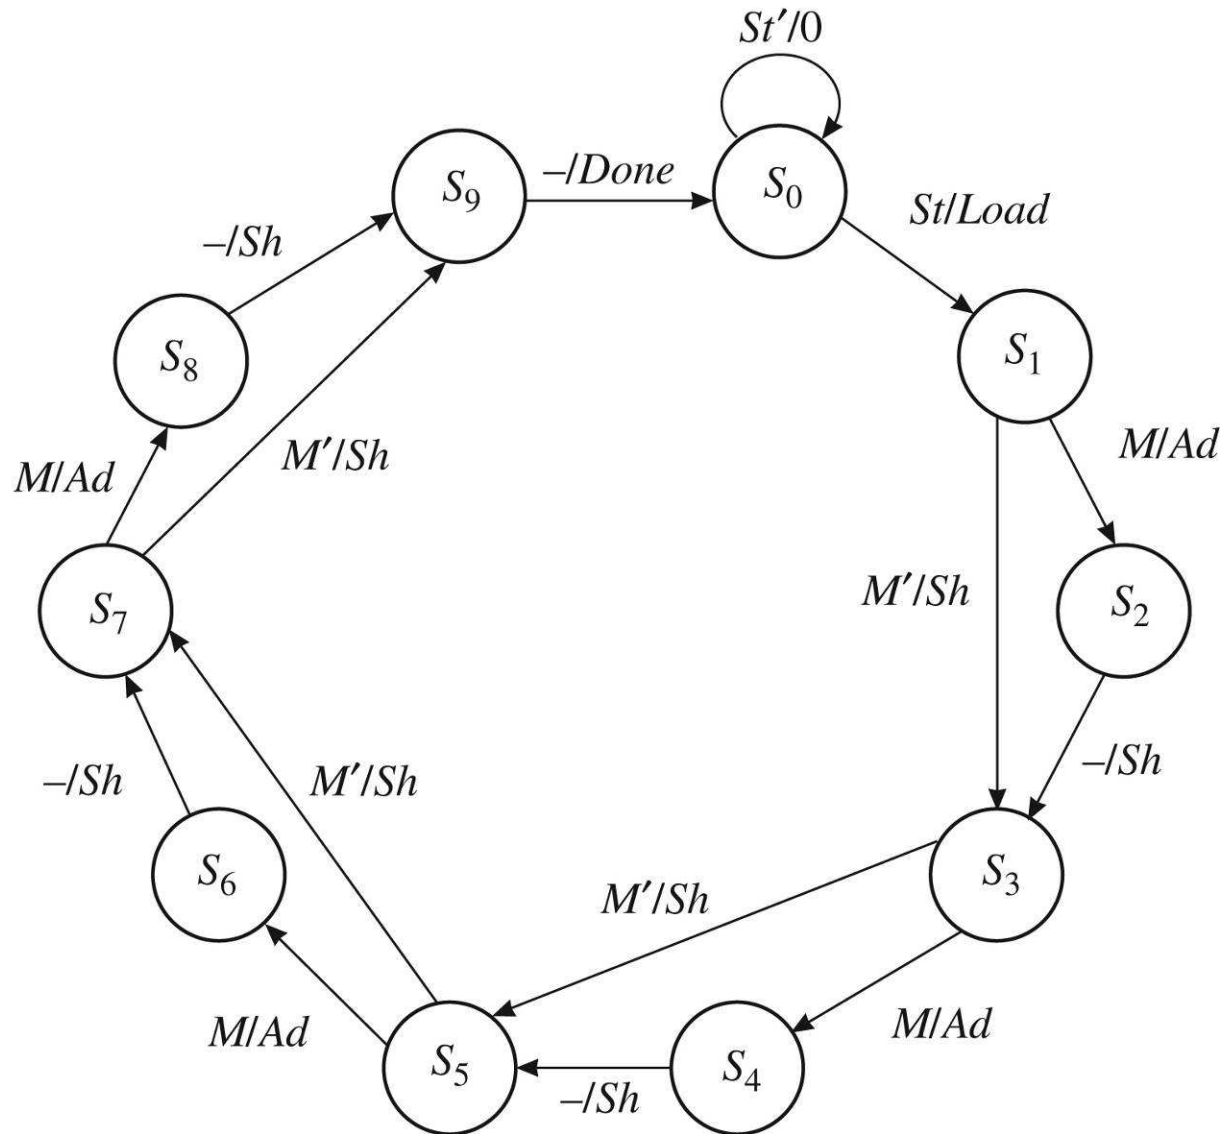 St′/0
S₀
S₉
–/Done
St/Load
–/Sh
S₁
S₈
M/Ad
M′/Sh
M/Ad
M′/Sh
S₇
S₂
–/Sh
–/Sh
M′/Sh
S₆
S₃
M′/Sh
M/Ad
M/Ad
S₅
S₄
–/Sh